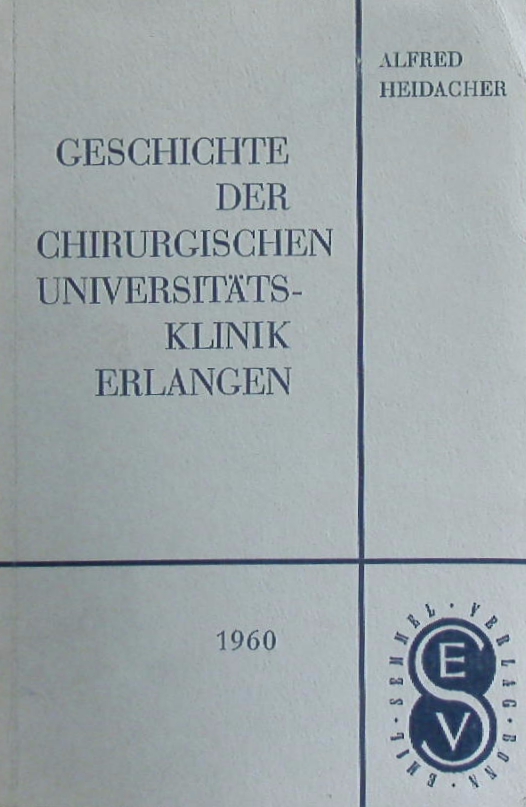 ALFRED
HEIDACHER
GESCHICHTE
DER
CHIRURGISCHEN
UNIVERSITÄTS-
KLINIK
ERLANGEN
1960
EMIL · SEMMEL · VERLAG · BONN
E
S
V